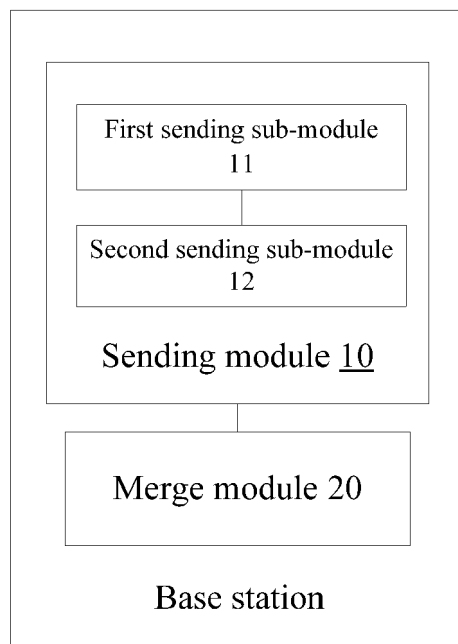 First sending sub-module
11
Second sending sub-module
12
Sending module 10
Merge module 20
Base station